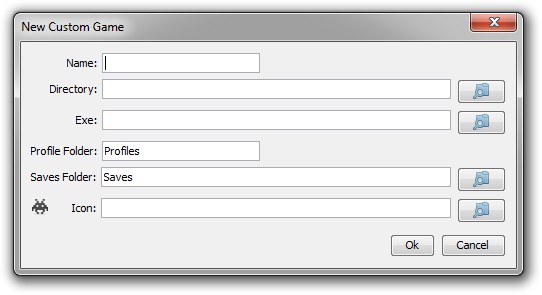 New Custom Game
Name:
Directory:
Exe:
Profile Folder: Profiles
Saves Folder: Saves
Icon:
Ok Cancel